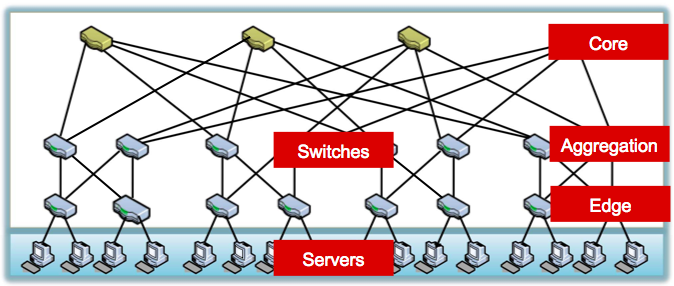 Core
Switches
Aggregation
Edge
Servers